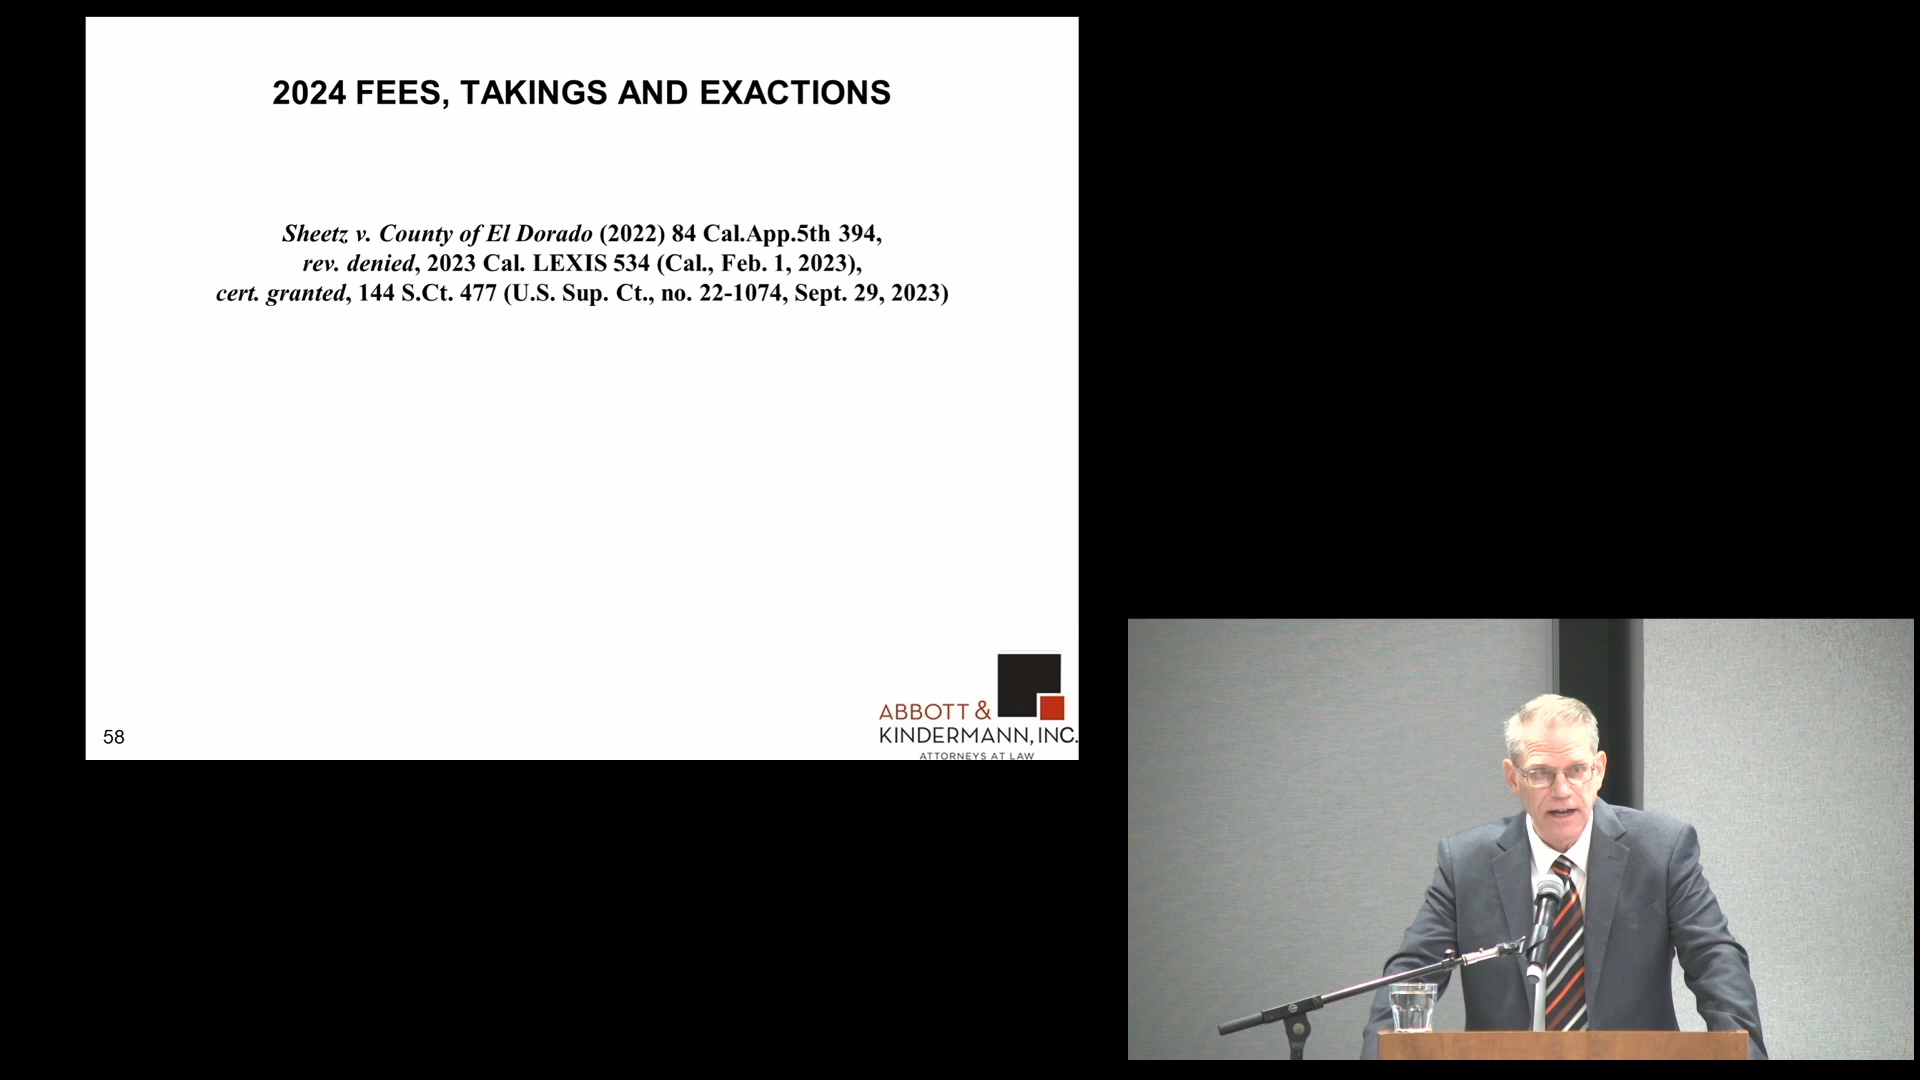 2024 FEES, TAKINGS AND EXACTIONS
Sheetz v. County of El Dorado (2022) 84 Cal.App.5th 394,
rev. denied, 2023 Cal. LEXIS 534 (Cal., Feb. 1, 2023),
cert. granted, 144 S.Ct. 477 (U.S. Sup. Ct., no. 22-1074, Sept. 29, 2023)
ABBOTT &
KINDERMANN, INC.
ATTORNEYS AT LAW
58